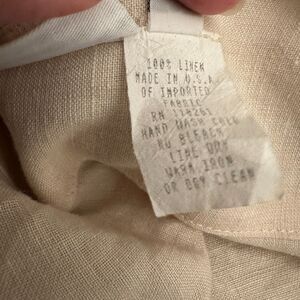 100% LINEN
MADE IN U.S.A
OF IMPORTED
FABRIC
RN
HAND WASH COLD
NO BLEACH
LINE DRY
WARM IRON
OR DRY CLEAN